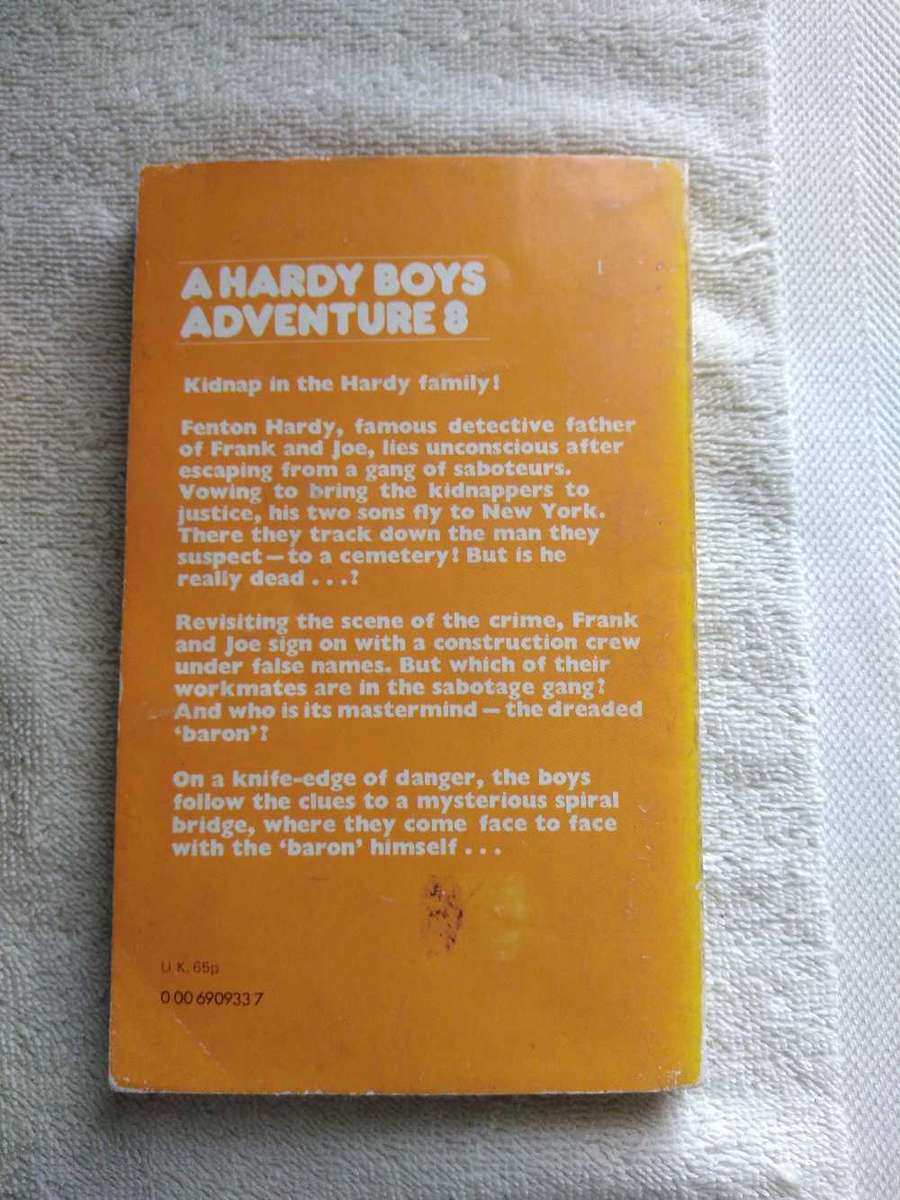 A HARDY BOYS
ADVENTURE 8
Kidnap in the Hardy family!
Fenton Hardy, famous detective father
of Frank and Joe, lies unconscious after
escaping from a gang of saboteurs.
Vowing to bring the kidnappers to
justice, his two sons fly to New York.
There they track down the man they
suspect—to a cemetery! But is he
really dead . . .?
Revisiting the scene of the crime, Frank
and Joe sign on with a construction crew
under false names. But which of their
workmates are in the sabotage gang?
And who is its mastermind — the dreaded
‘baron’?
On a knife-edge of danger, the boys
follow the clues to a mysterious spiral
bridge, where they come face to face
with the ‘baron’ himself . . .
U K. 65p
0 00 690933 7